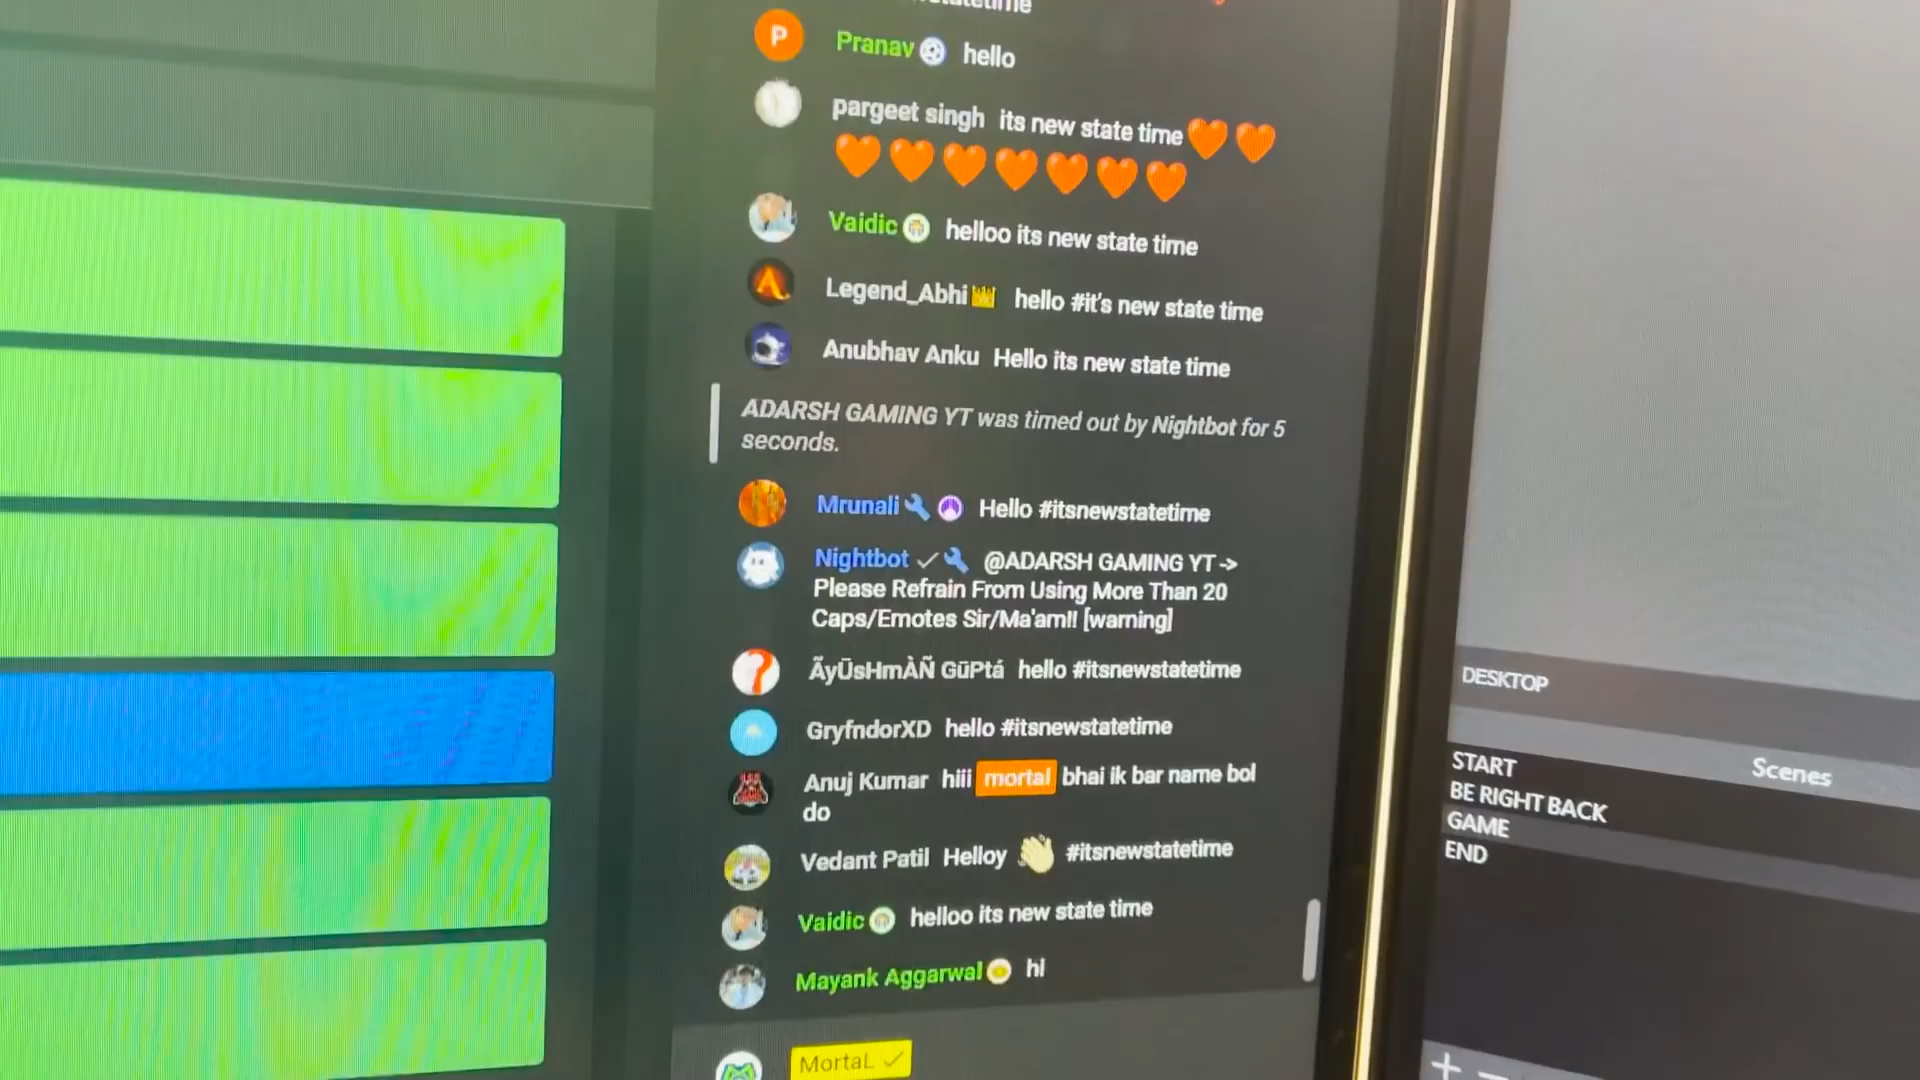 P
Pranav hello
pargeet singh its new state time
Vaidic helloo its new state time
Legend_Abhi hello #it's new state time
Anubhav Anku Hello its new state time
ADARSH GAMING YT was timed out by Nightbot for 5
seconds.
Mrunali Hello #itsnewstatetime
Nightbot @ADARSH GAMING YT ->
Please Refrain From Using More Than 20
Caps/Emotes Sir/Ma'am!! [warning]
ÃyŪsHmÀÑ GūPtá hello #itsnewstatetime
GryfndorXD hello #itsnewstatetime
Anuj Kumar hiii mortal bhai ik bar name bol
do
Vedant Patil Helloy #itsnewstatetime
Vaidic helloo its new state time
Mayank Aggarwal hi
MortaL
DESKTOP
Scenes
START
BE RIGHT BACK
GAME
END